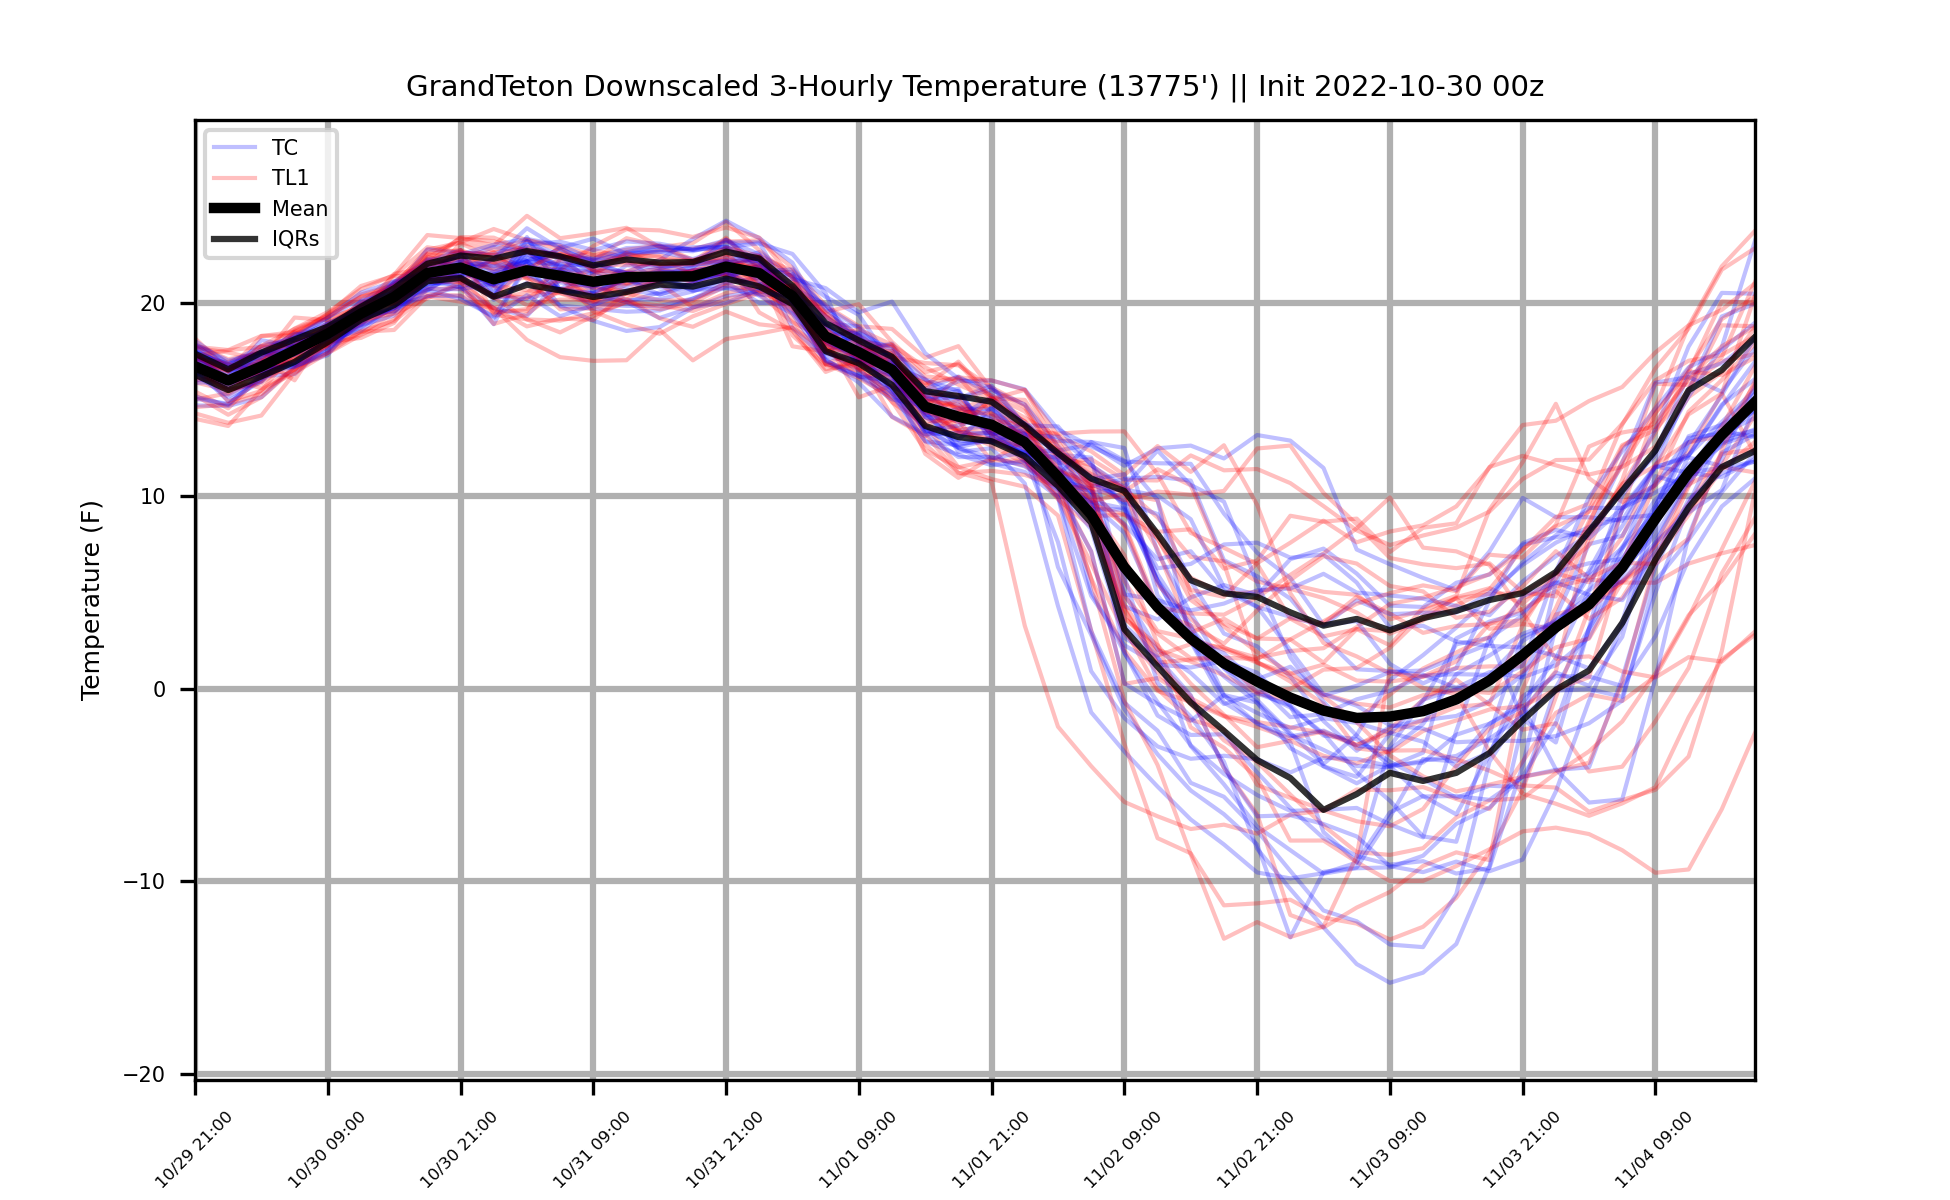 GrandTeton Downscaled 3-Hourly Temperature (13775') || Init 2022-10-30 00z
TC
TL1
Mean
IQRs
Temperature (F)
20
10
0
−10
−20
10/29 21:00
10/30 09:00
10/30 21:00
10/31 09:00
10/31 21:00
11/01 09:00
11/01 21:00
11/02 09:00
11/02 21:00
11/03 09:00
11/03 21:00
11/04 09:00